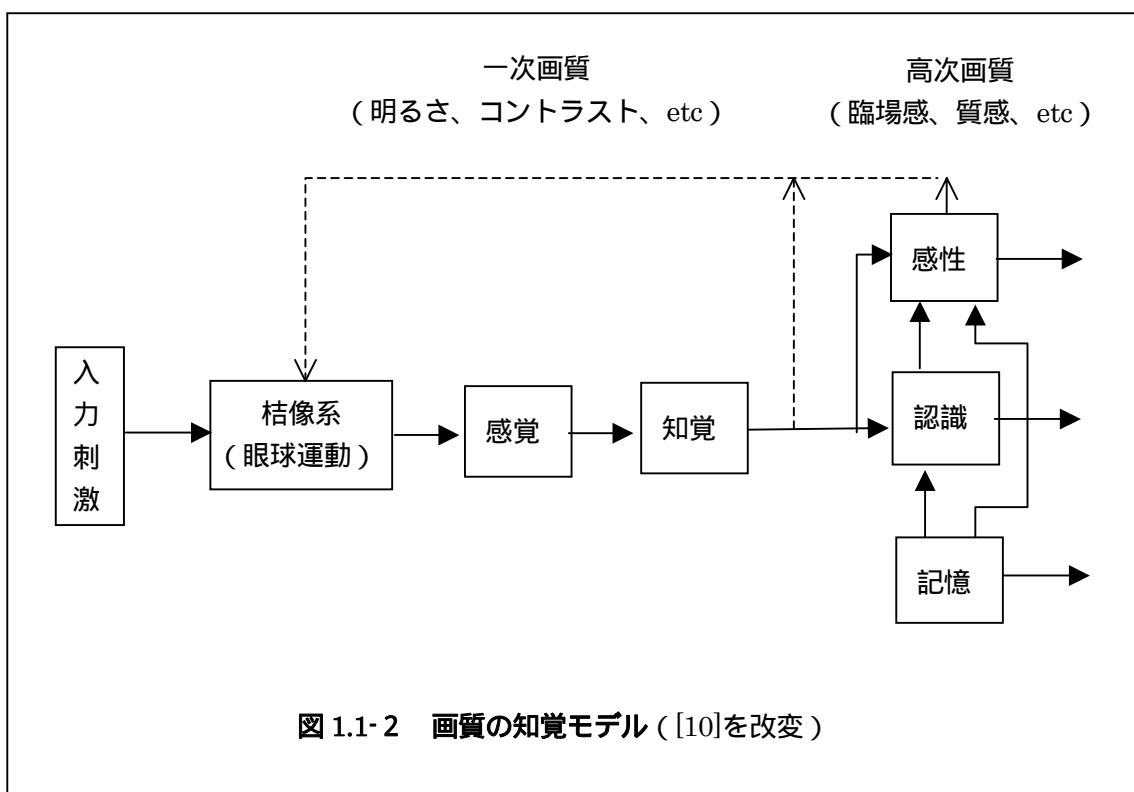 一次画質
（明るさ、コントラスト、etc）
高次画質
（臨場感、質感、etc）
感性
入力刺激
桔像系
（眼球運動）
感覚
知覚
認識
記憶
図 1.1-２　画質の知覚モデル（[10]を改変）